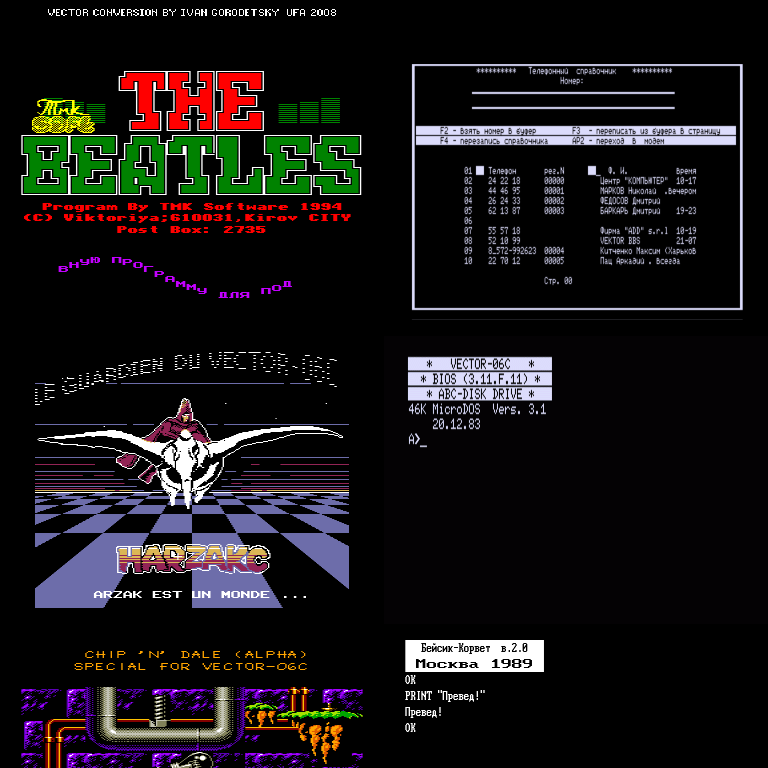 VECTOR CONVERSION BY IVAN GORODETSKY UFA 2008
THE
BEATLES
Program By TMK Software 1994
(C) Viktoriya;610031,Kirov CITY
Post Box: 2735
ВНУЮ ПРОГРАММУ ДЛЯ ПОД
********** Телефонный справочник **********
Номер:
F2 - Взять номер в буфер F3 - переписать из буфера в страницу
F4 - перезапись справочника АР2 - переход в модем
01 Телефон рег.N _ Ф. И. Время
02 24 22 18 00000 Центр "КОМПЬЮТЕР" 10-17
03 44 46 95 00001 МАРКОВ Николай .Вечером
04 26 24 33 00002 ФЕДОСОВ Дмитрий
05 62 13 87 00003 БАРКАРЬ Дмитрий 19-23
06
07 55 57 18 Фирма "ADD" s.r.l 10-19
08 52 10 99 VEKTOR BBS 21-07
09 8.572-992623 00004 Китченко Максим (Харьков
10 22 70 12 00005 Пац Аркадий . Всегда
Стр. 00
LE GUARDIEN DU VECTOR-06C
HARZAKC
ARZAK EST UN MONDE ...
* VECTOR-06C *
* BIOS (3.11.F.11) *
* ABC-DISK DRIVE *
46K MicroDOS Vers. 3.1
20.12.83
A>_
CHIP 'N' DALE (ALPHA)
SPECIAL FOR VECTOR-06C
Бейсик-Корвет в.2.0
Москва 1989
OK
PRINT "Превед!"
Превед!
OK